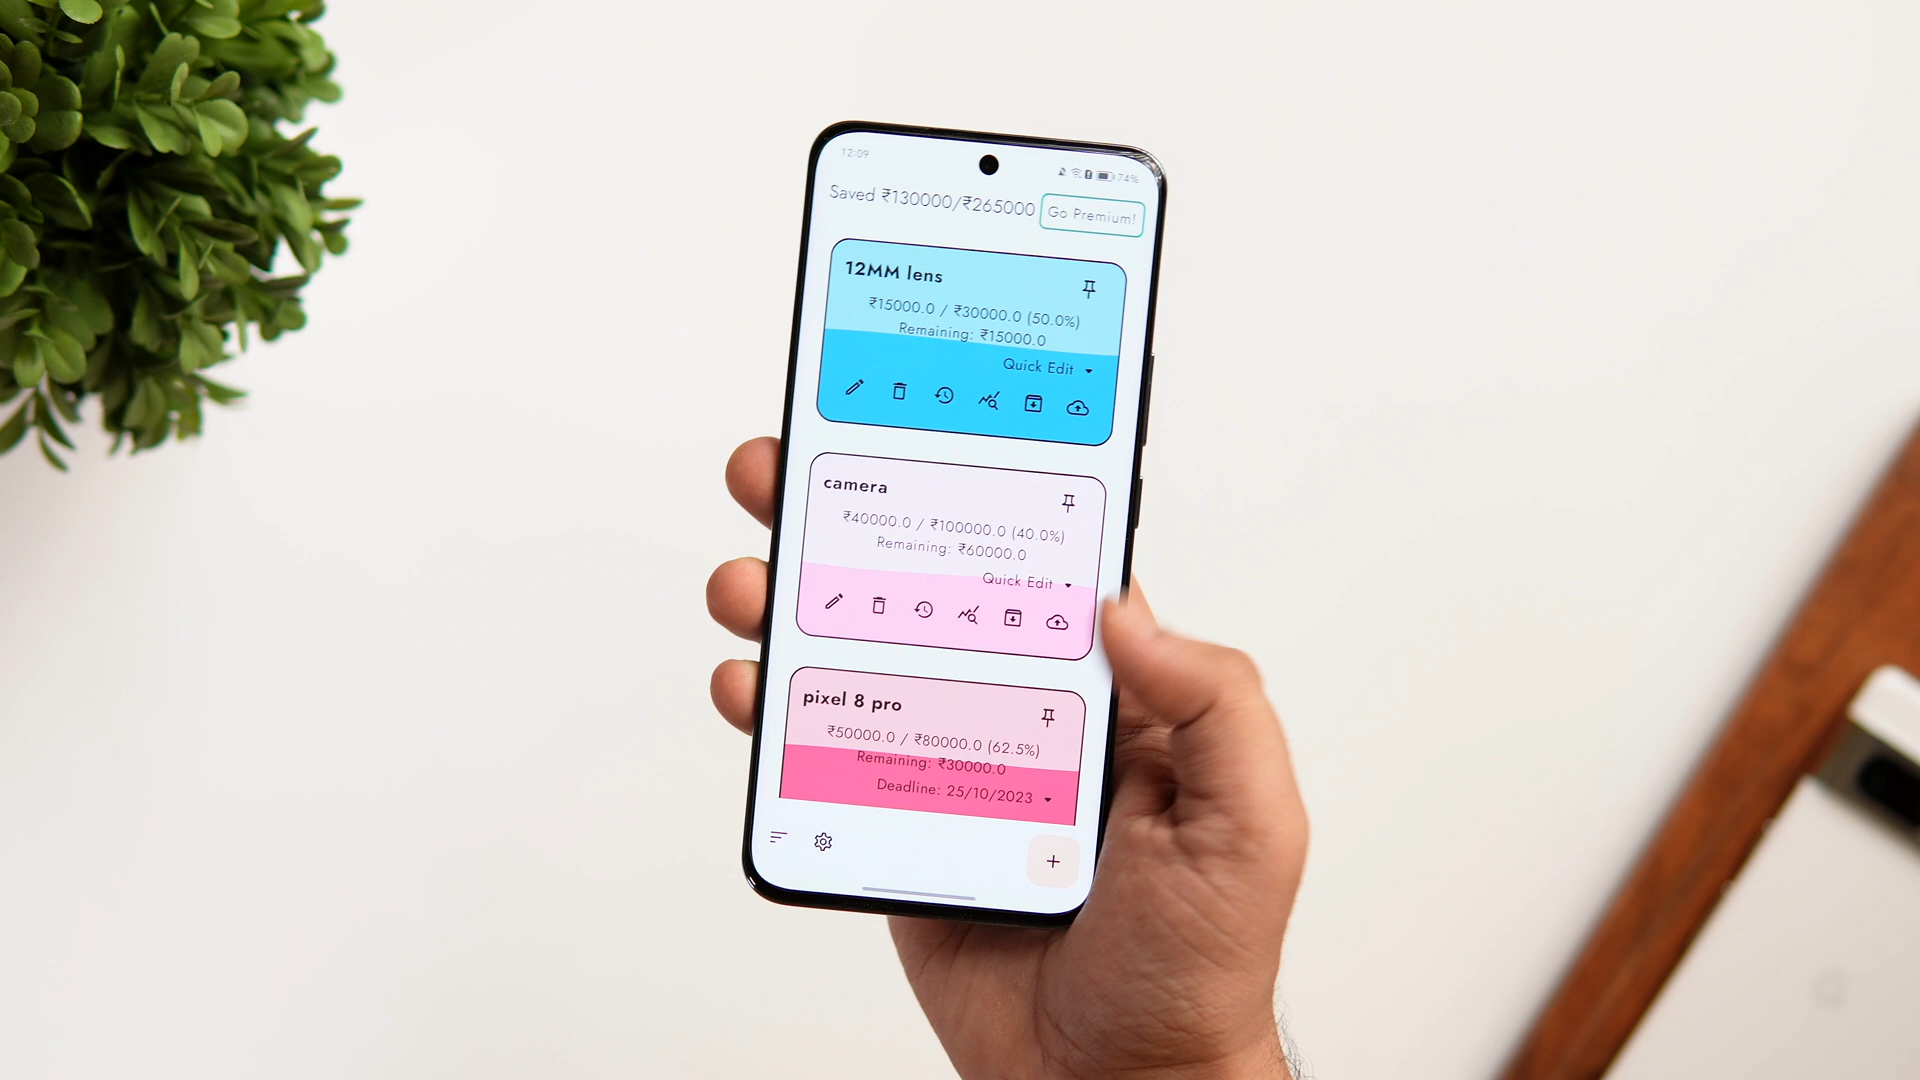 12:09
74%
Saved ₹130000/₹265000
Go Premium!
12MM lens
₹15000.0 / ₹30000.0 (50.0%)
Remaining: ₹15000.0
Quick Edit
camera
₹40000.0 / ₹100000.0 (40.0%)
Remaining: ₹60000.0
Quick Edit
pixel 8 pro
₹50000.0 / ₹80000.0 (62.5%)
Remaining: ₹30000.0
Deadline: 25/10/2023